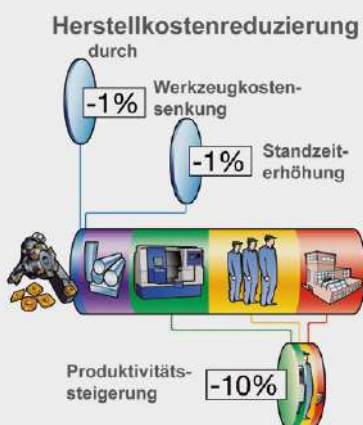 Herstellkostenreduzierung
durch
-1%
Werkzeugkosten-
senkung
-1%
Standzeit-
erhöhung
Produktivitäts-
steigerung
-10%